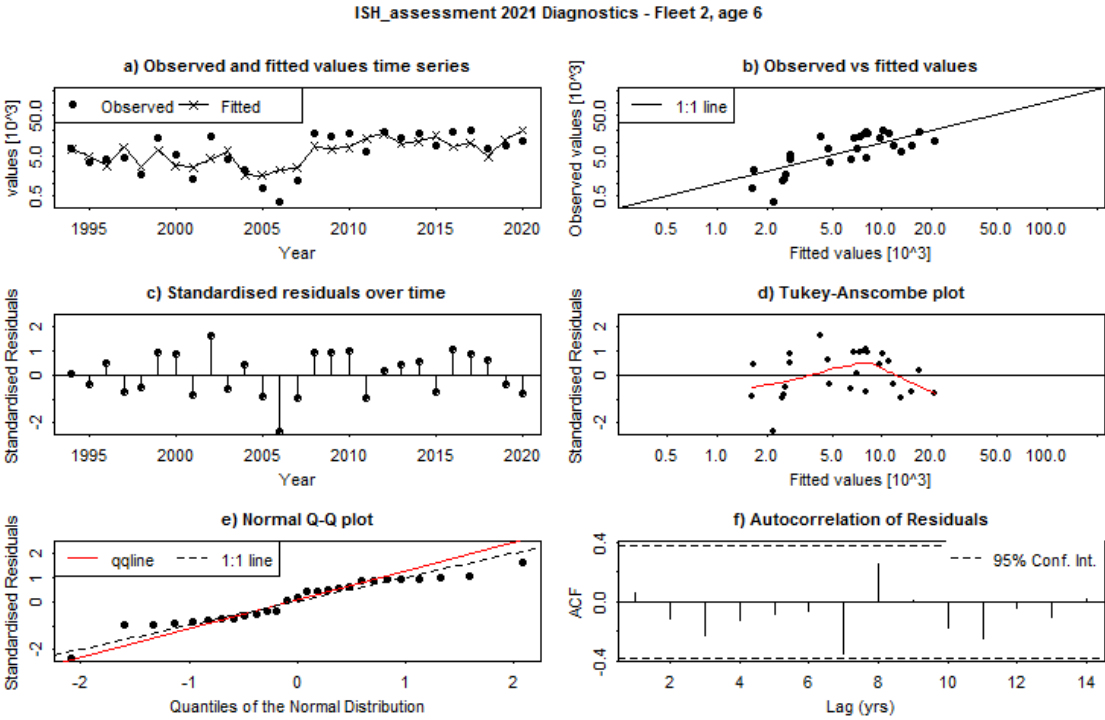 ISH_assessment 2021 Diagnostics - Fleet 2, age 6
a) Observed and fitted values time series
values [10^3]
50.0
5.0
0.5
Observed
Fitted
1995
2000
2005
2010
2015
2020
Year
b) Observed vs fitted values
Observed values [10^3]
50.0
5.0
0.5
1:1 line
0.5
1.0
2.0
5.0
10.0
20.0
50.0
100.0
Fitted values [10^3]
c) Standardised residuals over time
Standardised Residuals
2
1
0
-2
1995
2000
2005
2010
2015
2020
Year
d) Tukey-Anscombe plot
Standardised Residuals
2
1
0
-2
0.5
1.0
2.0
5.0
10.0
20.0
50.0
100.0
Fitted values [10^3]
e) Normal Q-Q plot
Standardised Residuals
2
1
0
-2
qqline
1:1 line
-2
-1
0
1
2
Quantiles of the Normal Distribution
f) Autocorrelation of Residuals
ACF
0.4
0.0
-0.4
95% Conf. Int.
2
4
6
8
10
12
14
Lag (yrs)